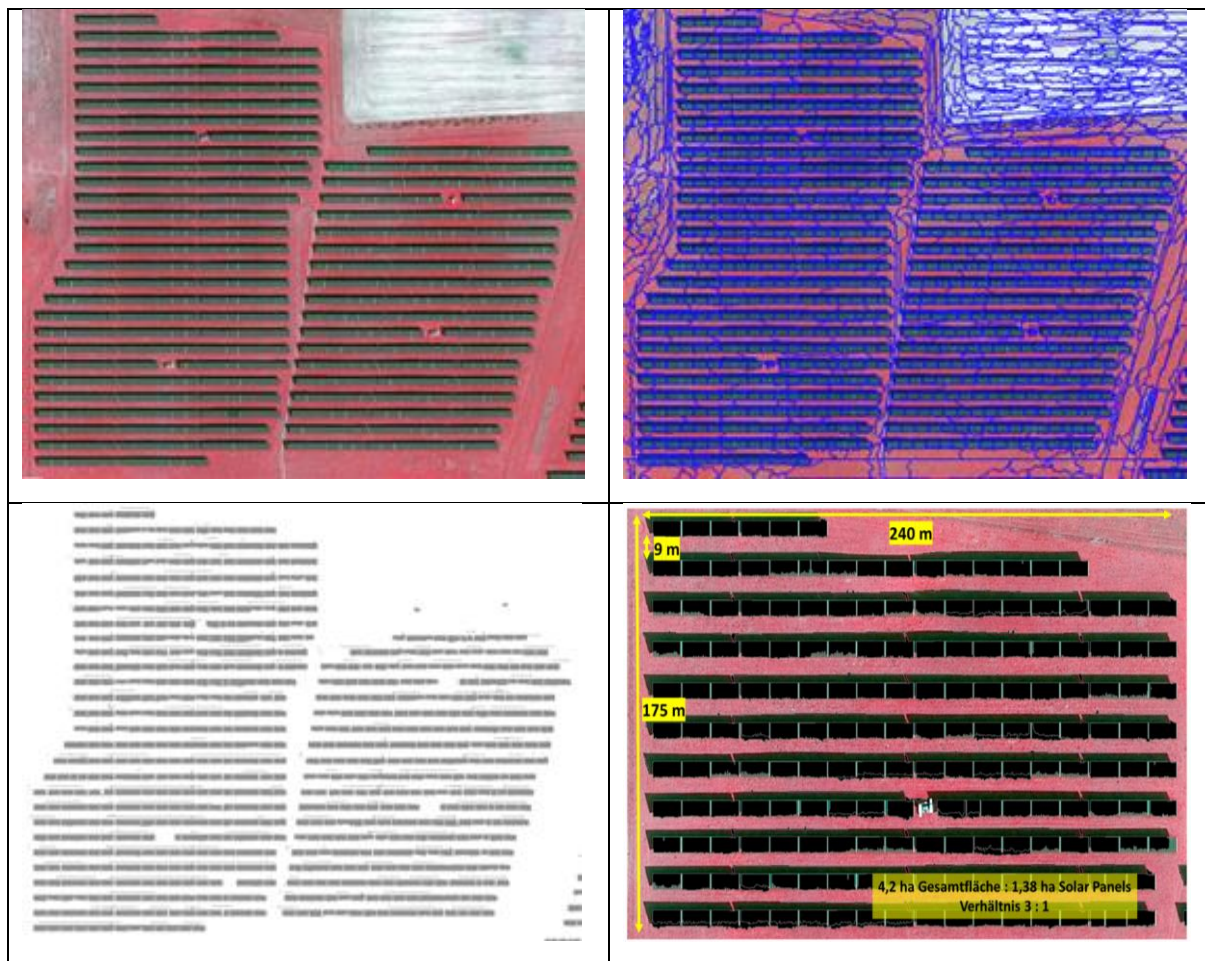 240 m
9 m
175 m
4,2 ha Gesamtfläche : 1,38 ha Solar Panels
Verhältnis 3 : 1